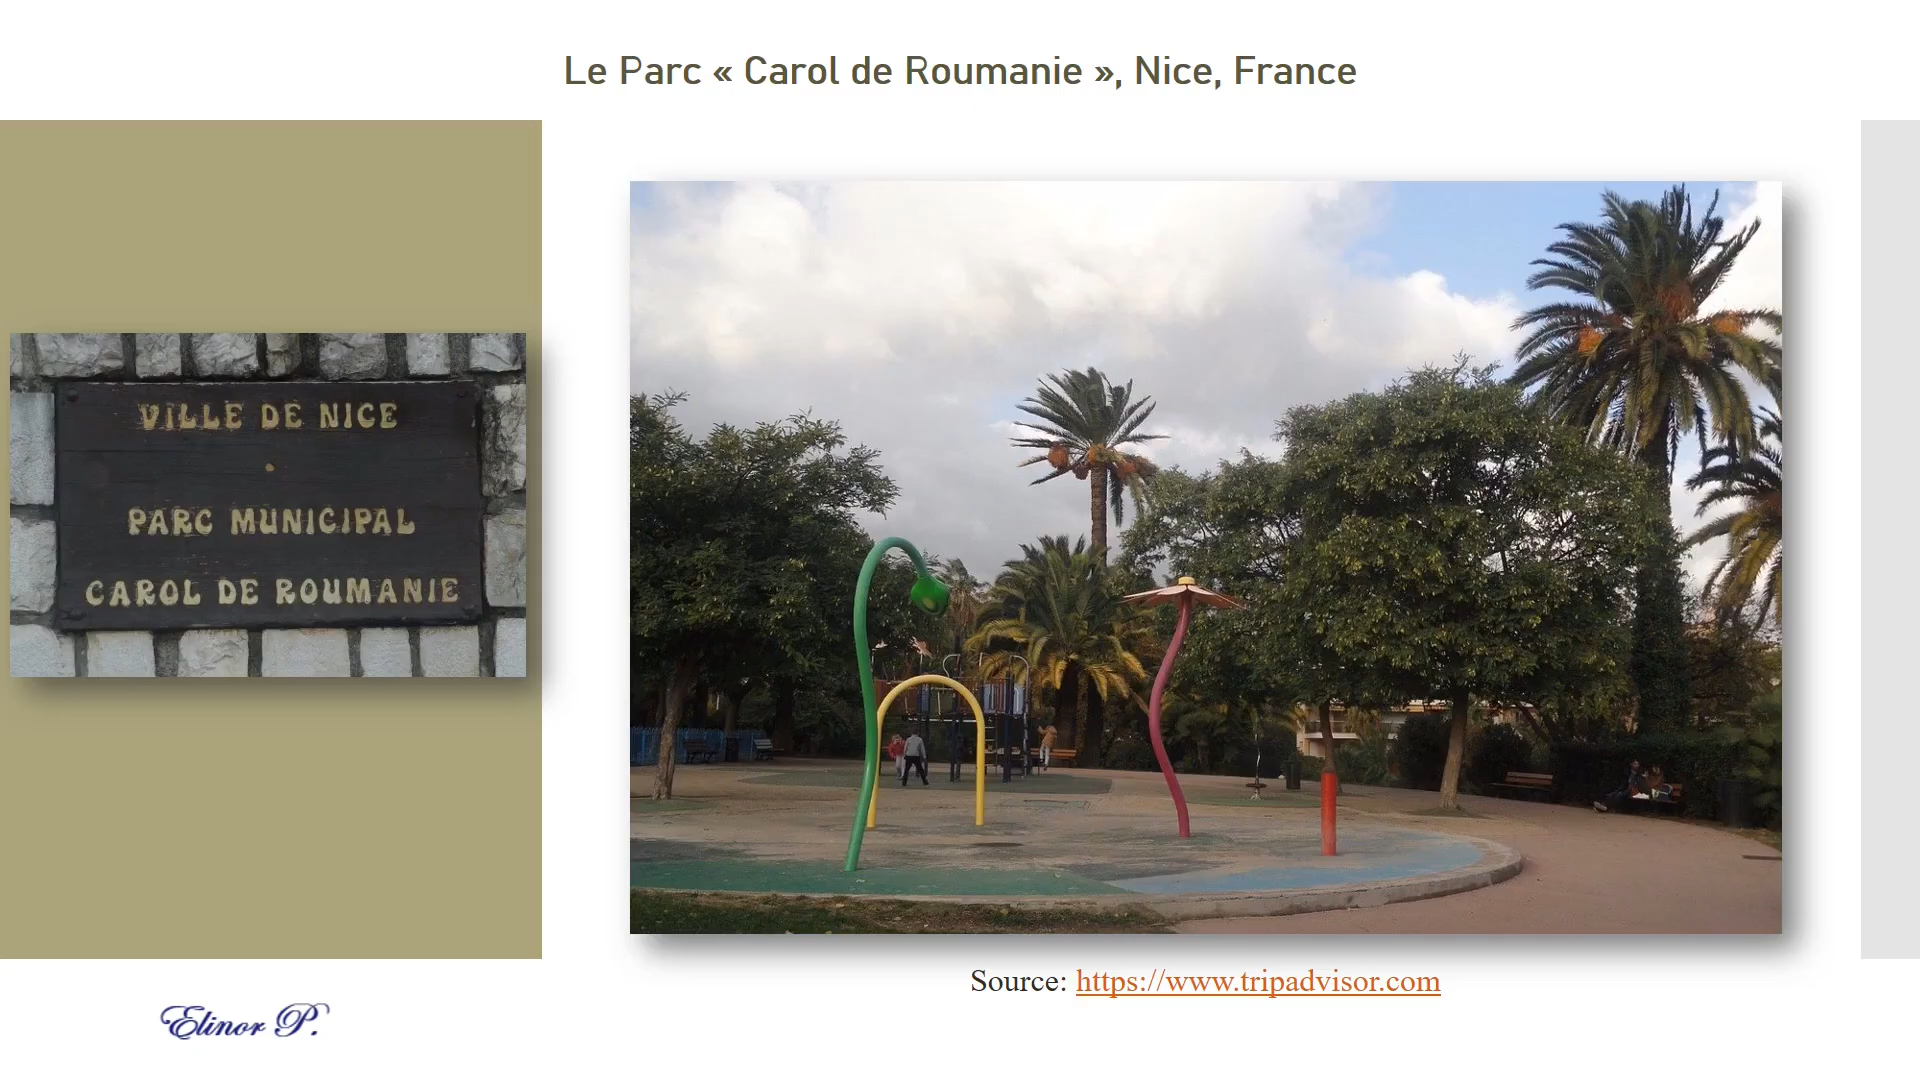 Le Parc « Carol de Roumanie », Nice, France
VILLE DE NICE
PARC MUNICIPAL
CAROL DE ROUMANIE
Source: https://www.tripadvisor.com
Elinor P.